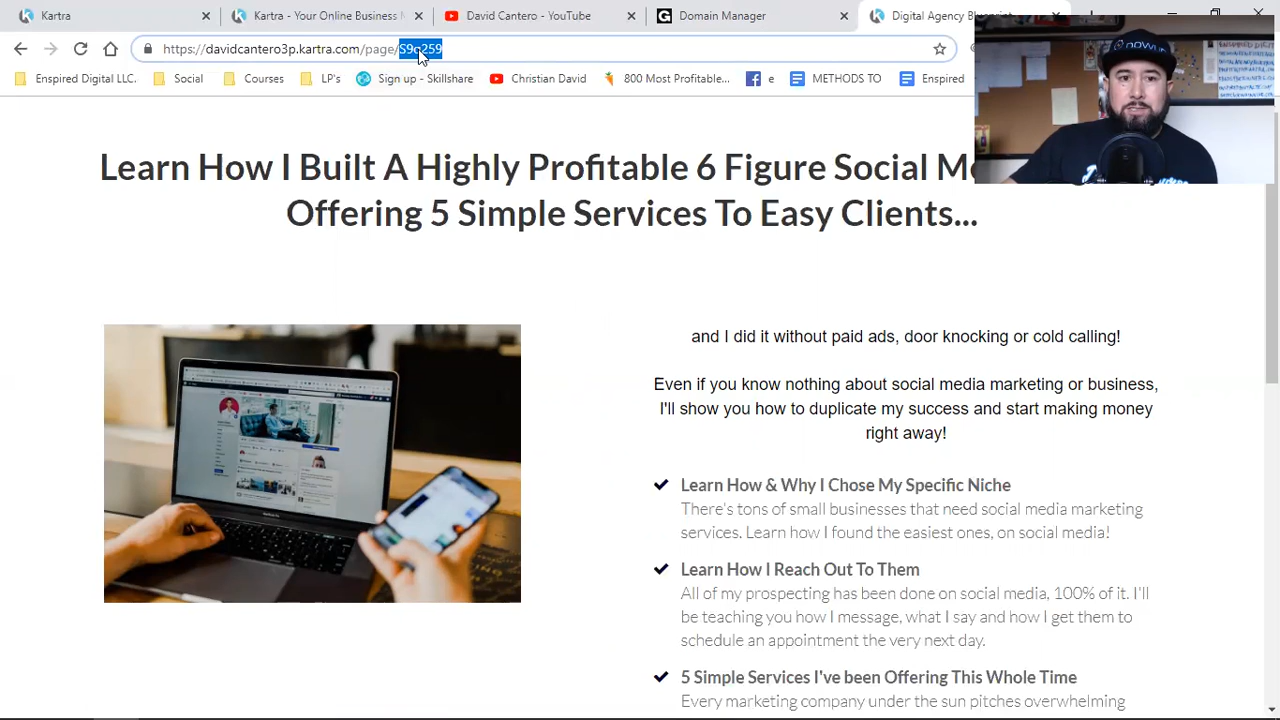 Kartra
Kartra
David Cantero - YouTube
Domain Manager
Digital Agency Blueprint
https://davidcantero3p.kartra.com/page/S9q259
Enspired Digital LLC.
Social
Courses
LP's
Sign up - Skillshare
David
800 Most
METHODS TO
Enspired
Learn How I Built A Highly Profitable 6 Figure Social
Offering 5 Simple Services To Easy Clients...
and I did it without paid ads, door knocking or cold calling!
Even if you know nothing about social media marketing or business,
I'll show you how to duplicate my success and start making money
right away!
Learn How & Why I Chose My Specific Niche
There's tons of small businesses that need social media marketing
services. Learn how I found the easiest ones, on social media!
Learn How I Reach Out To Them
All of my prospecting has been done on social media, 100% of it. I'll
be teaching you how I message, what I say and how I get them to
schedule an appointment the very next day.
5 Simple Services I've been Offering This Whole Time
Every marketing company under the sun pitches overwhelming